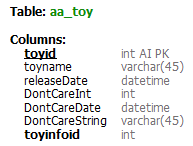 Table: aa_toy
Columns:
toyid int AI PK
toyname varchar(45)
releaseDate datetime
DontCareInt int
DontCareDate datetime
DontCareString varchar(45)
toyinfoid int